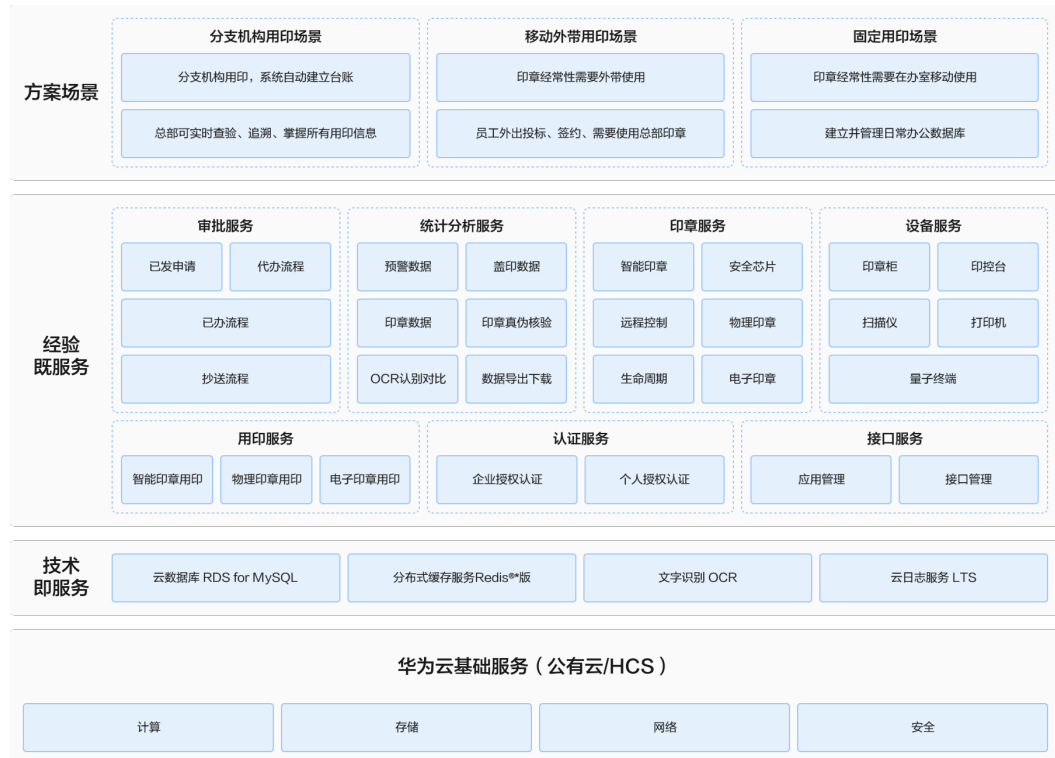 方案场景
分支机构用印场景
分支机构用印，系统自动建立台账
总部可实时查验、追溯、掌握所有用印信息
移动外带用印场景
印章经常性需要外带使用
员工外出投标、签约、需要使用总部印章
固定用印场景
印章经常性需要在办室移动使用
建立并管理日常办公数据库
经验
既服务
审批服务
已发申请
代办流程
已办流程
抄送流程
统计分析服务
预警数据
盖印数据
印章数据
印章真伪核验
OCR认别对比
数据导出下载
印章服务
智能印章
安全芯片
远程控制
物理印章
生命周期
电子印章
设备服务
印章柜
印控台
扫描仪
打印机
量子终端
用印服务
智能印章用印
物理印章用印
电子印章用印
认证服务
企业授权认证
个人授权认证
接口服务
应用管理
接口管理
技术
即服务
云数据库 RDS for MySQL
分布式缓存服务Redis®*版
文字识别 OCR
云日志服务 LTS
华为云基础服务（公有云/HCS）
计算
存储
网络
安全